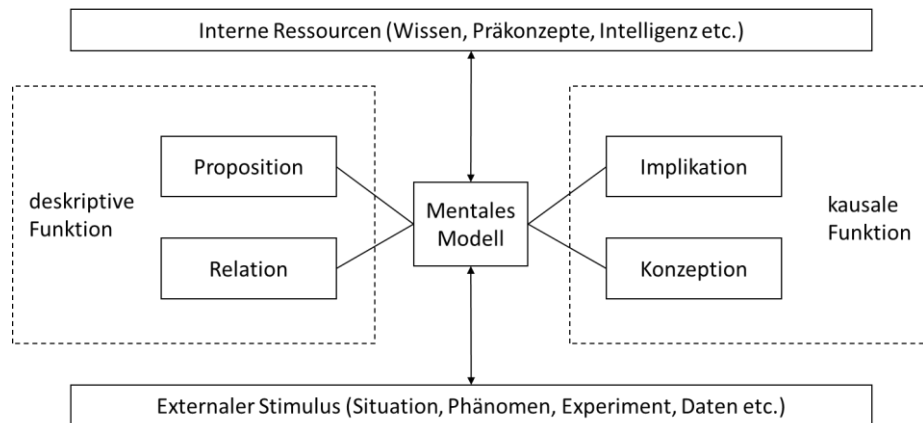 Interne Ressourcen (Wissen, Präkonzepte, Intelligenz etc.)
Proposition
Implikation
deskriptive
Funktion
Mentales
Modell
kausale
Funktion
Relation
Konzeption
Externaler Stimulus (Situation, Phänomen, Experiment, Daten etc.)